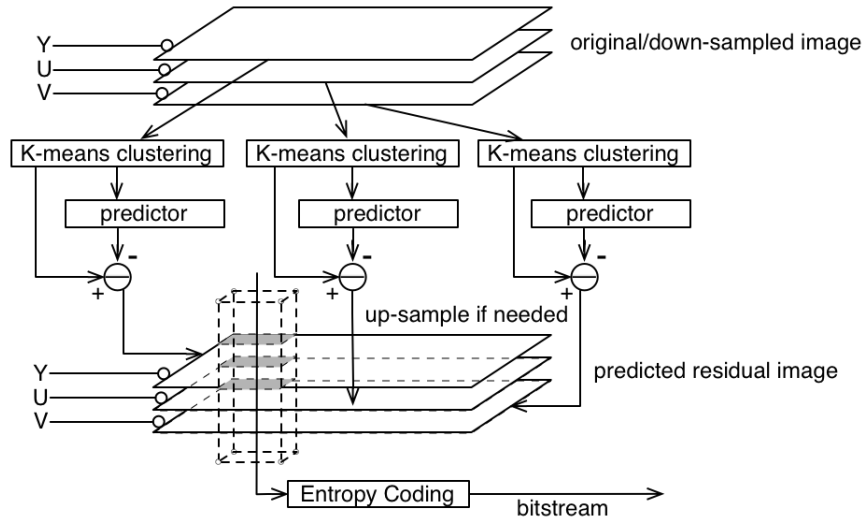 Y
original/down-sampled image
U
V
K-means clustering
K-means clustering
K-means clustering
predictor
predictor
predictor
-
-
-
+
+
+
up-sample if needed
Y
predicted residual image
U
V
Entropy Coding
bitstream